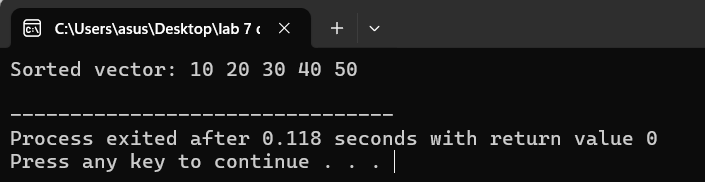 C:\Users\asus\Desktop\lab 7 c
Sorted vector: 10 20 30 40 50
--------------------------------
Process exited after 0.118 seconds with return value 0
Press any key to continue . . .